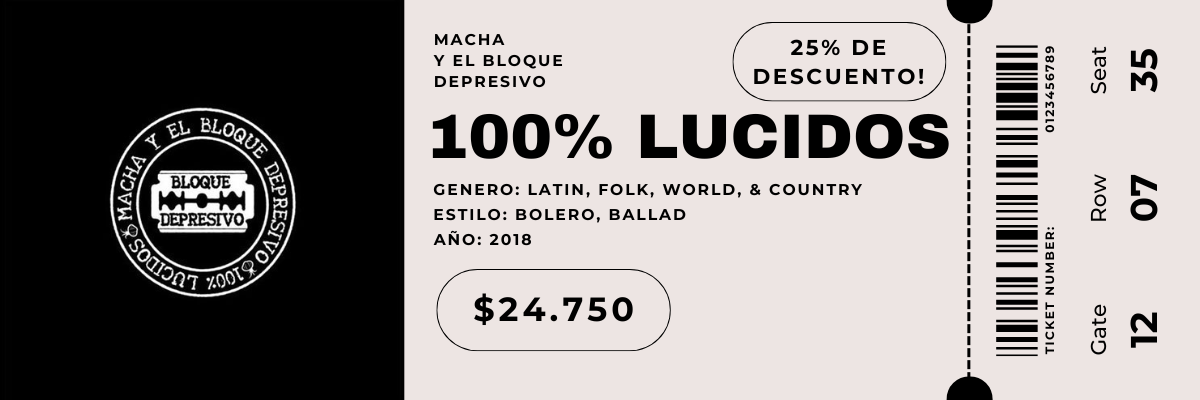 MACHA Y EL BLOQUE DEPRESIVO
100% LUCIDOS
BLOQUE
DEPRESIVO
MACHA
Y EL BLOQUE
DEPRESIVO
25% DE
DESCUENTO!
100% LUCIDOS
GENERO: LATIN, FOLK, WORLD, & COUNTRY
ESTILO: BOLERO, BALLAD
AÑO: 2018
$24.750
TICKET NUMBER:
0123456789
Gate
12
Row
07
Seat
35